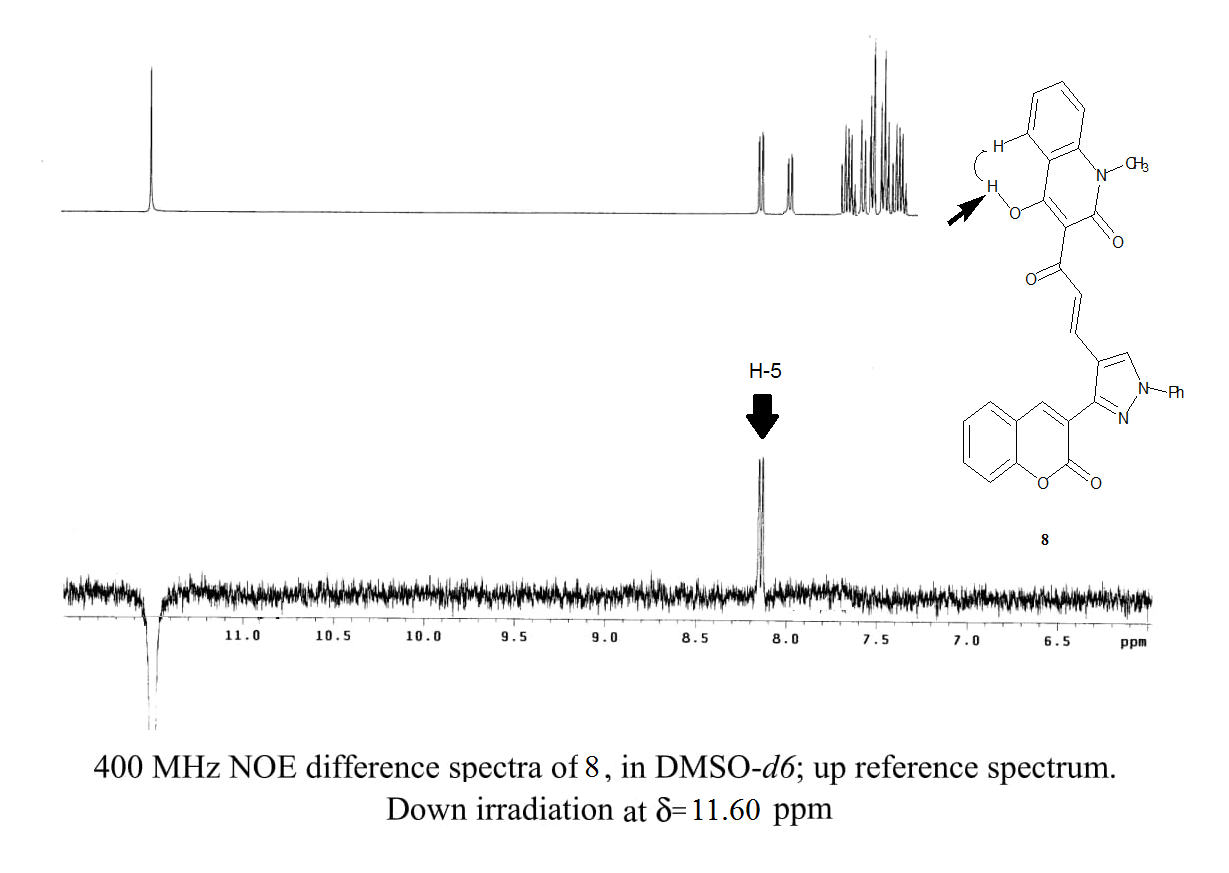 H
CH₃
N
H
O
O
O
H-5
N
Ph
N
O
O
8
11.0 10.5 10.0 9.5 9.0 8.5 8.0 7.5 7.0 6.5 ppm
400 MHz NOE difference spectra of 8, in DMSO-d6; up reference spectrum.
Down irradiation at δ=11.60 ppm